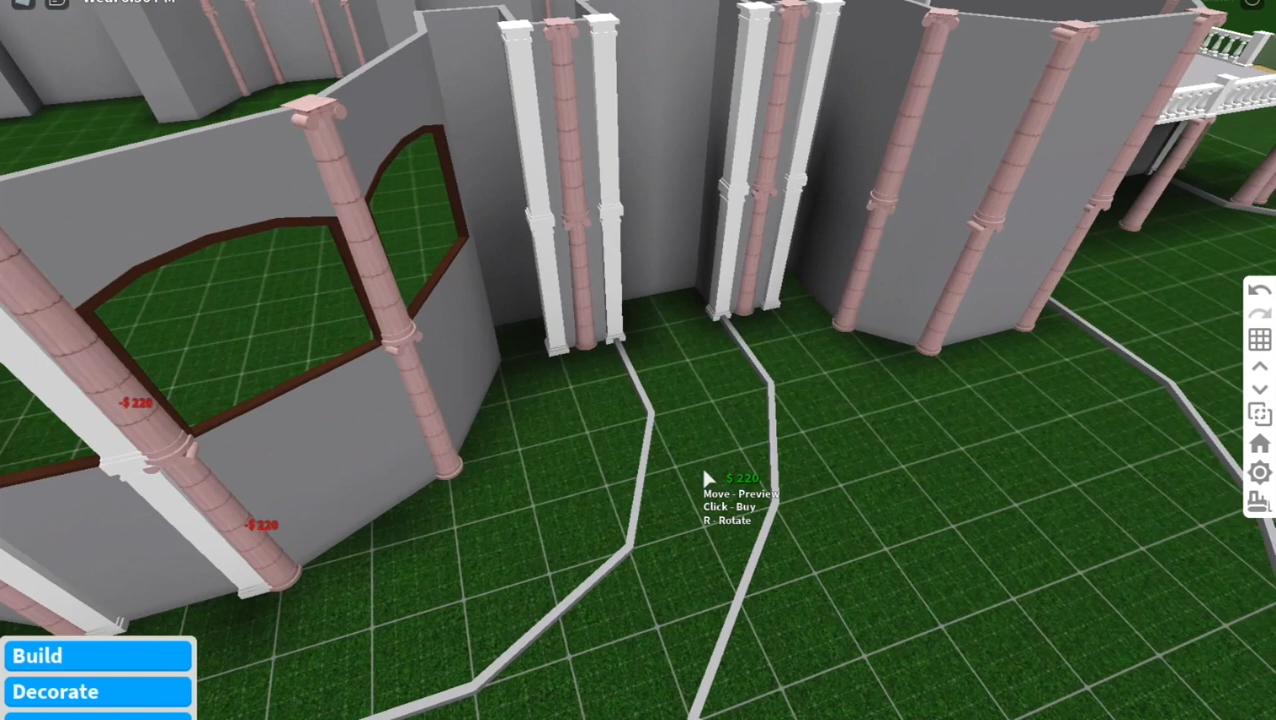 -$ 220
$ 220
Move - Preview
Click - Buy
R - Rotate
-$ 220
Build
Decorate